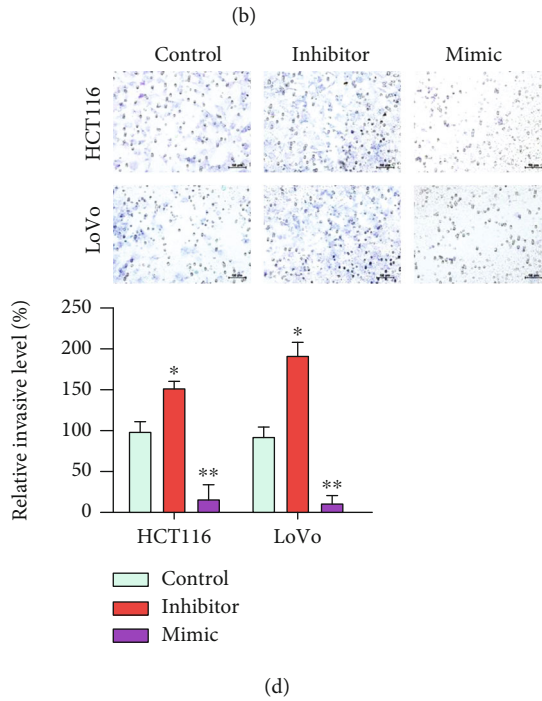 (b)
Control Inhibitor Mimic
HCT116
LoVo
Relative invasive level (%)
250
200
150
100
50
0
* ** * **
HCT116 LoVo
Control
Inhibitor
Mimic
(d)